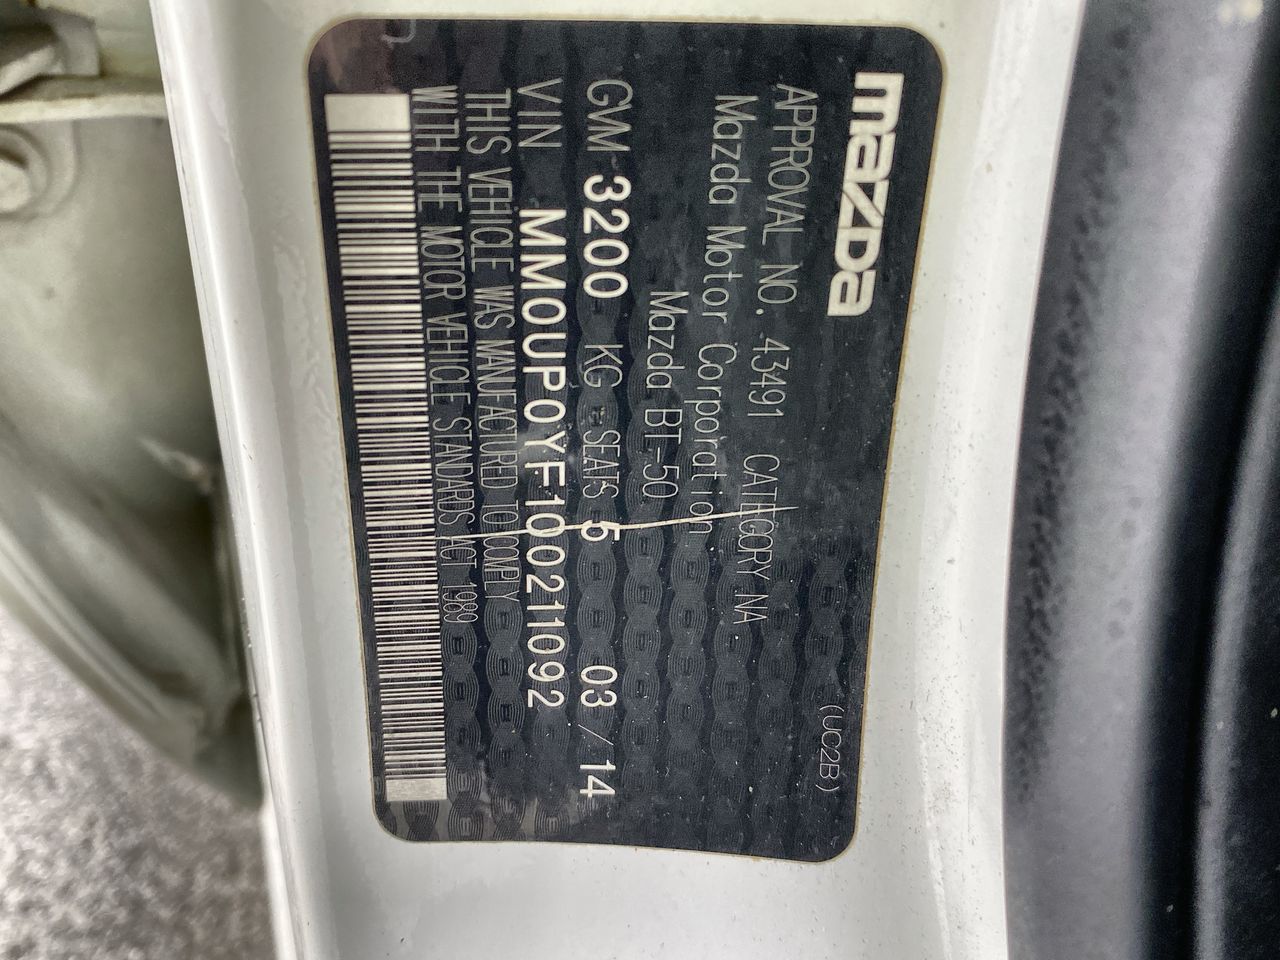 mazda
(UC2B)
APPROVAL NO. 43491 CATEGORY NA
Mazda Motor Corporation
Mazda BT-50
GVM 3200 KG SEATS 5 03 / 14
VIN MM0UP0YF100211092
THIS VEHICLE WAS MANUFACTURED TO COMPLY
WITH THE MOTOR VEHICLE STANDARDS ACT 1989